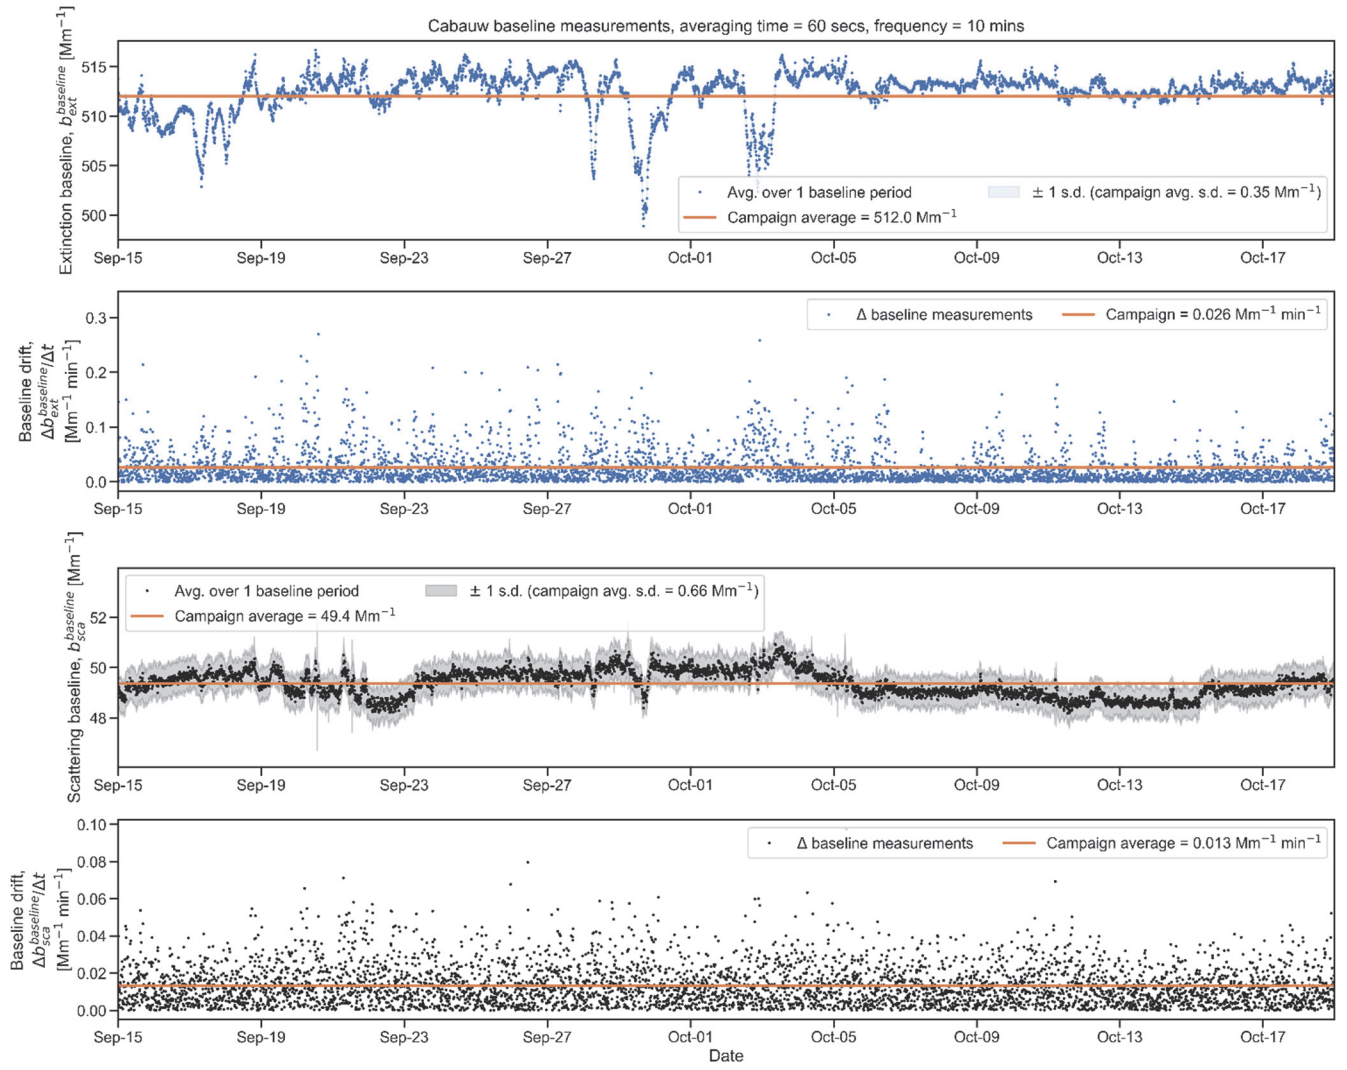 Cabauw baseline measurements, averaging time = 60 secs, frequency = 10 mins
Extinction baseline, b_ext^baseline [Mm⁻¹]
515
510
505
500
Avg. over 1 baseline period
± 1 s.d. (campaign avg. s.d. = 0.35 Mm⁻¹)
Campaign average = 512.0 Mm⁻¹
Sep-15 Sep-19 Sep-23 Sep-27 Oct-01 Oct-05 Oct-09 Oct-13 Oct-17
Baseline drift,
Δb_ext^baseline/Δt
[Mm⁻¹ min⁻¹]
0.3
0.2
0.1
0.0
Δ baseline measurements
Campaign = 0.026 Mm⁻¹ min⁻¹
Sep-15 Sep-19 Sep-23 Sep-27 Oct-01 Oct-05 Oct-09 Oct-13 Oct-17
Scattering baseline, b_sca^baseline [Mm⁻¹]
52
50
48
Avg. over 1 baseline period
± 1 s.d. (campaign avg. s.d. = 0.66 Mm⁻¹)
Campaign average = 49.4 Mm⁻¹
Sep-15 Sep-19 Sep-23 Sep-27 Oct-01 Oct-05 Oct-09 Oct-13 Oct-17
Baseline drift,
Δb_sca^baseline/Δt
[Mm⁻¹ min⁻¹]
0.10
0.08
0.06
0.04
0.02
0.00
Δ baseline measurements
Campaign average = 0.013 Mm⁻¹ min⁻¹
Sep-15 Sep-19 Sep-23 Sep-27 Oct-01 Oct-05 Oct-09 Oct-13 Oct-17
Date